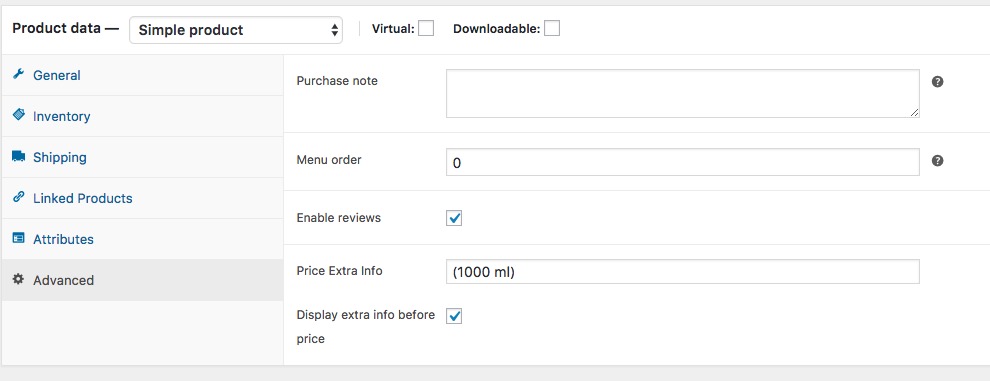 Product data — Simple product Virtual: Downloadable:
General
Inventory
Shipping
Linked Products
Attributes
Advanced
Purchase note
?
Menu order 0 ?
Enable reviews
Price Extra Info (1000 ml)
Display extra info before
price